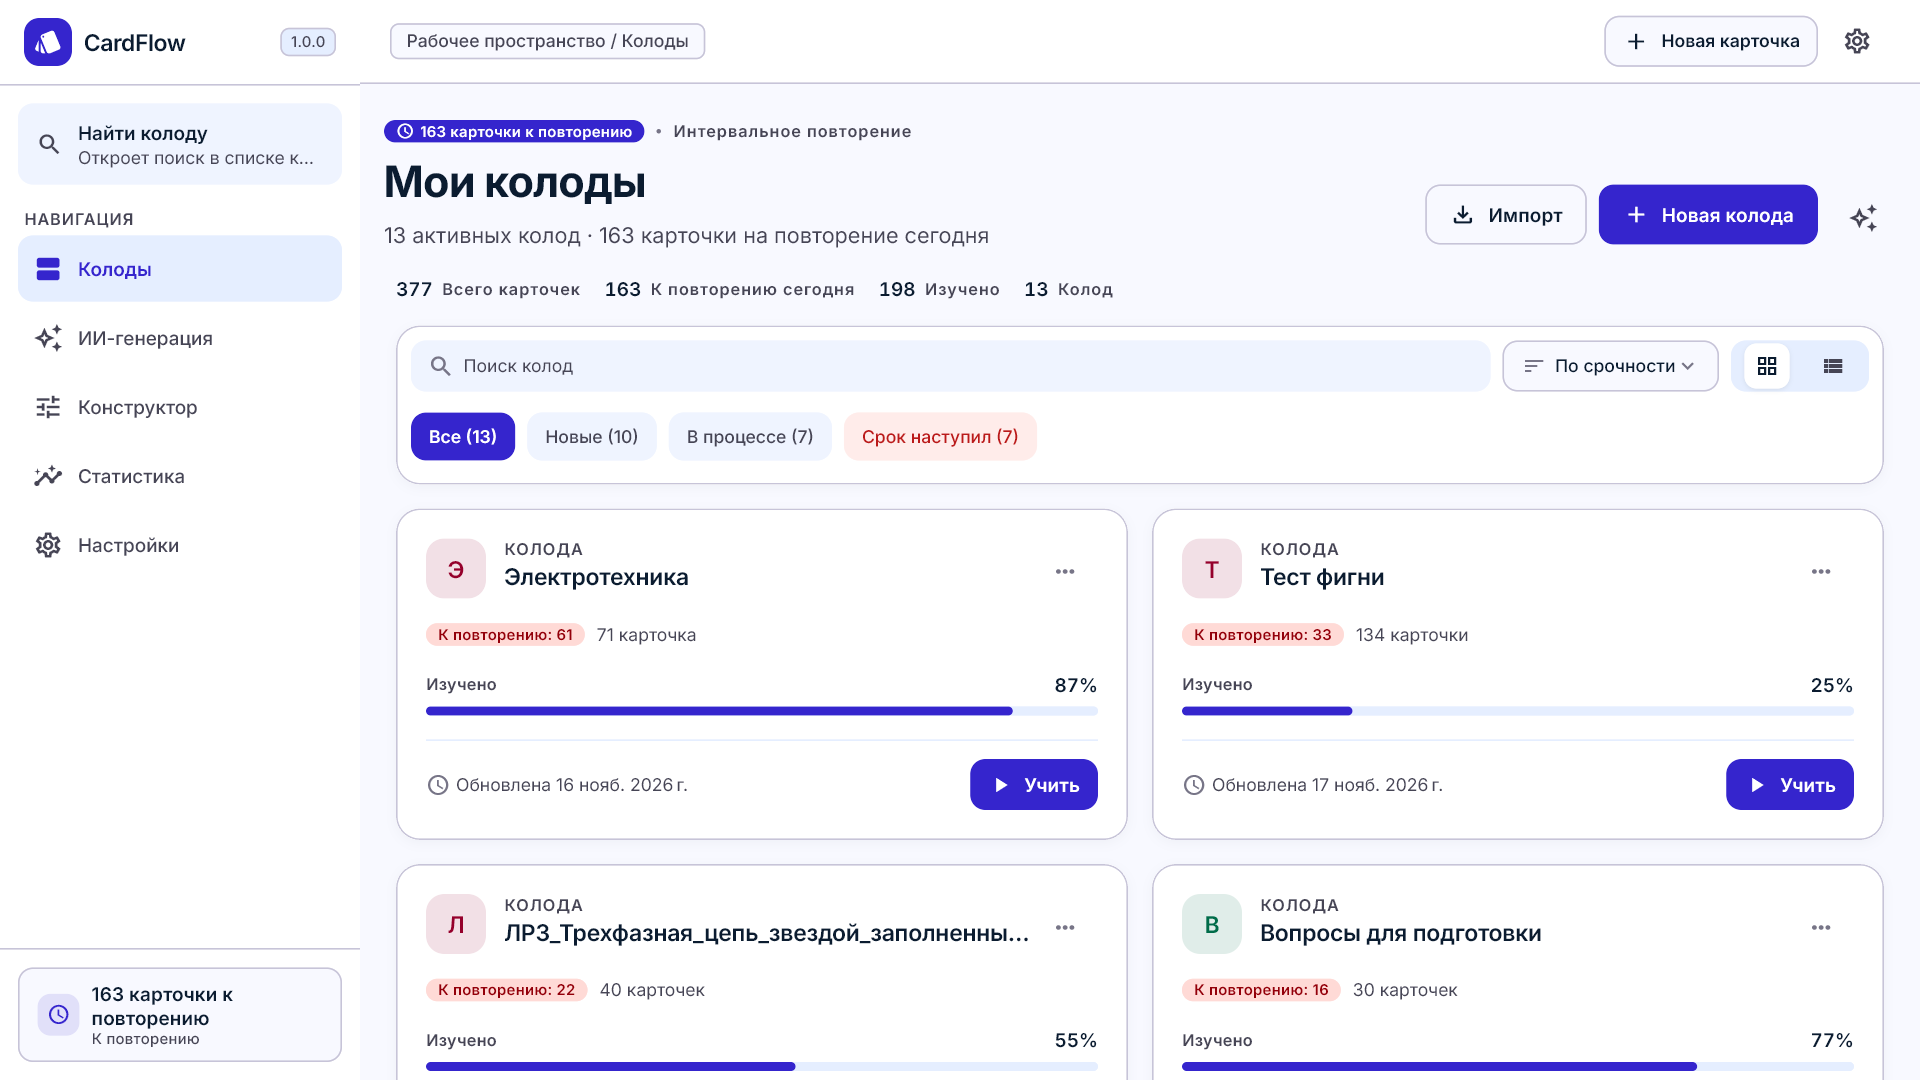 CardFlow
1.0.0
Найти колоду
Откроет поиск в списке к...
НАВИГАЦИЯ
Колоды
ИИ-генерация
Конструктор
Статистика
Настройки
163 карточки к
повторению
К повторению
Рабочее пространство / Колоды
Новая карточка
163 карточки к повторению • Интервальное повторение
Мои колоды
13 активных колод · 163 карточки на повторение сегодня
Импорт
Новая колода
377 Всего карточек 163 К повторению сегодня 198 Изучено 13 Колод
Поиск колод
По срочности
Все (13) Новые (10) В процессе (7) Срок наступил (7)
Э
КОЛОДА
Электротехника
К повторению: 61 71 карточка
Изучено 87%
Обновлена 16 нояб. 2026 г.
Учить
Т
КОЛОДА
Тест фигни
К повторению: 33 134 карточки
Изучено 25%
Обновлена 17 нояб. 2026 г.
Учить
Л
КОЛОДА
ЛР3_Трехфазная_цепь_звездой_заполненны...
К повторению: 22 40 карточек
Изучено 55%
В
КОЛОДА
Вопросы для подготовки
К повторению: 16 30 карточек
Изучено 77%